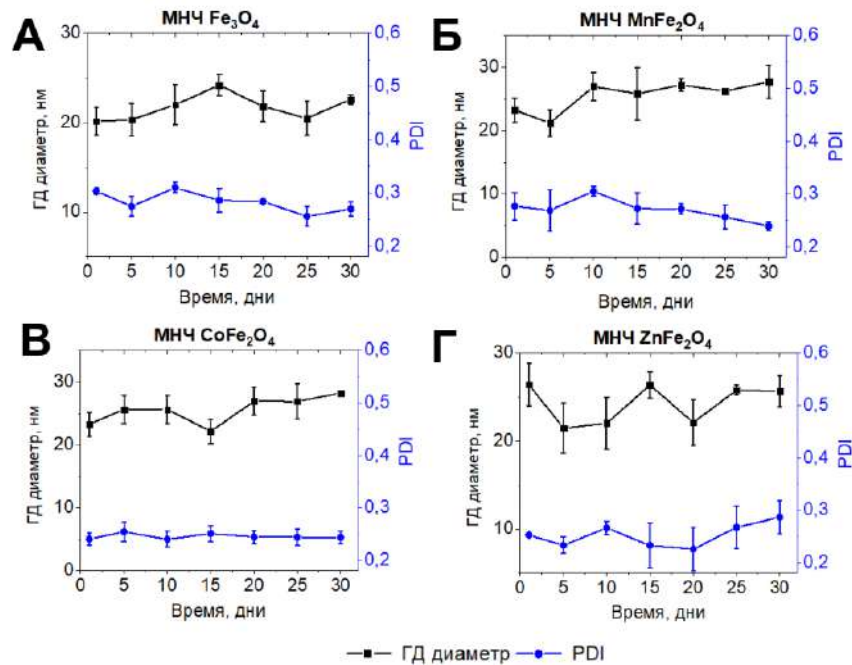 А
МНЧ Fe₃O₄
30
20
10
ГД диаметр, нм
0 5 10 15 20 25 30
Время, дни
0,6
0,5
0,4
0,3
0,2
PDI
Б
МНЧ MnFe₂O₄
40
30
20
10
0
ГД диаметр, нм
0 5 10 15 20 25 30
Время, дни
0,6
0,5
0,4
0,3
0,2
PDI
В
МНЧ CoFe₂O₄
30
20
10
0
ГД диаметр, нм
0 5 10 15 20 25 30
Время, дни
0,6
0,5
0,4
0,3
0,2
PDI
Г
МНЧ ZnFe₂O₄
30
20
10
ГД диаметр, нм
0 5 10 15 20 25 30
Время, дни
0,6
0,5
0,4
0,3
0,2
PDI
ГД диаметр PDI